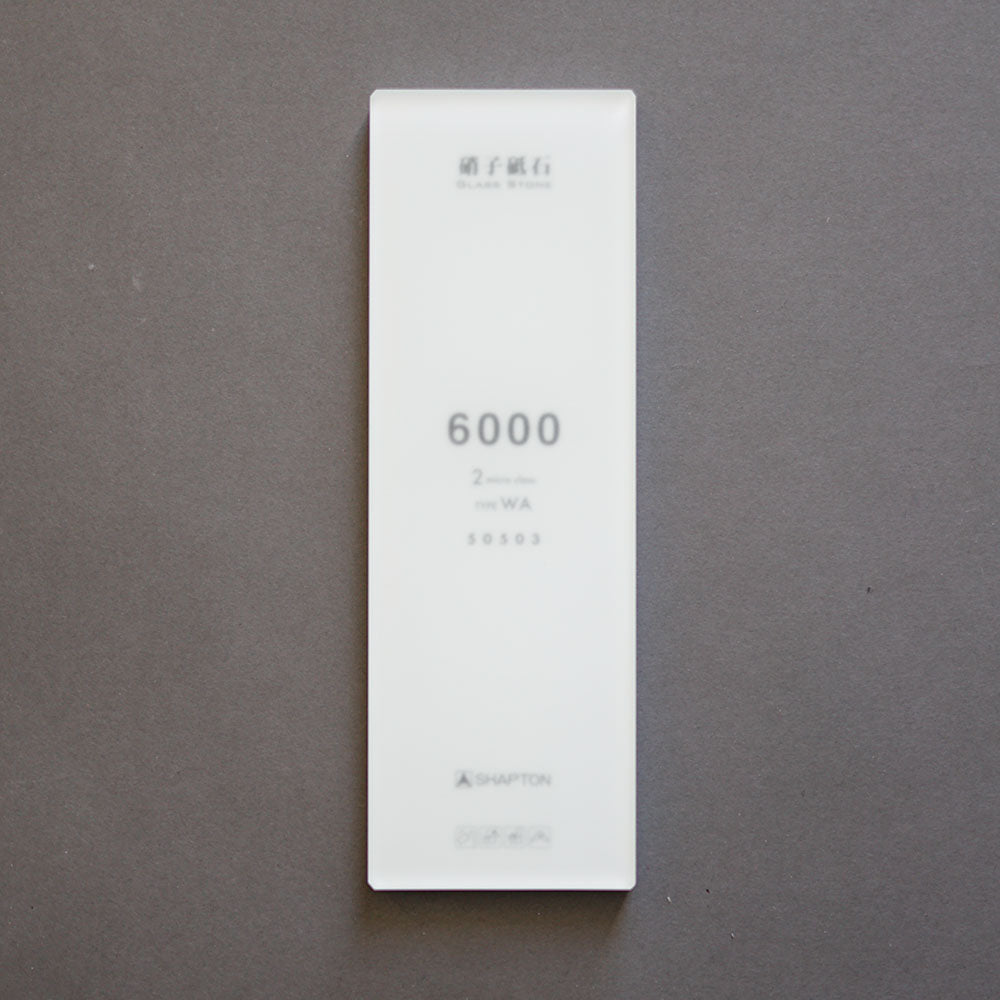 硝子砥石
GLASS STONE
6000
2 micro class
TYPE WA
50503
SHAPTON